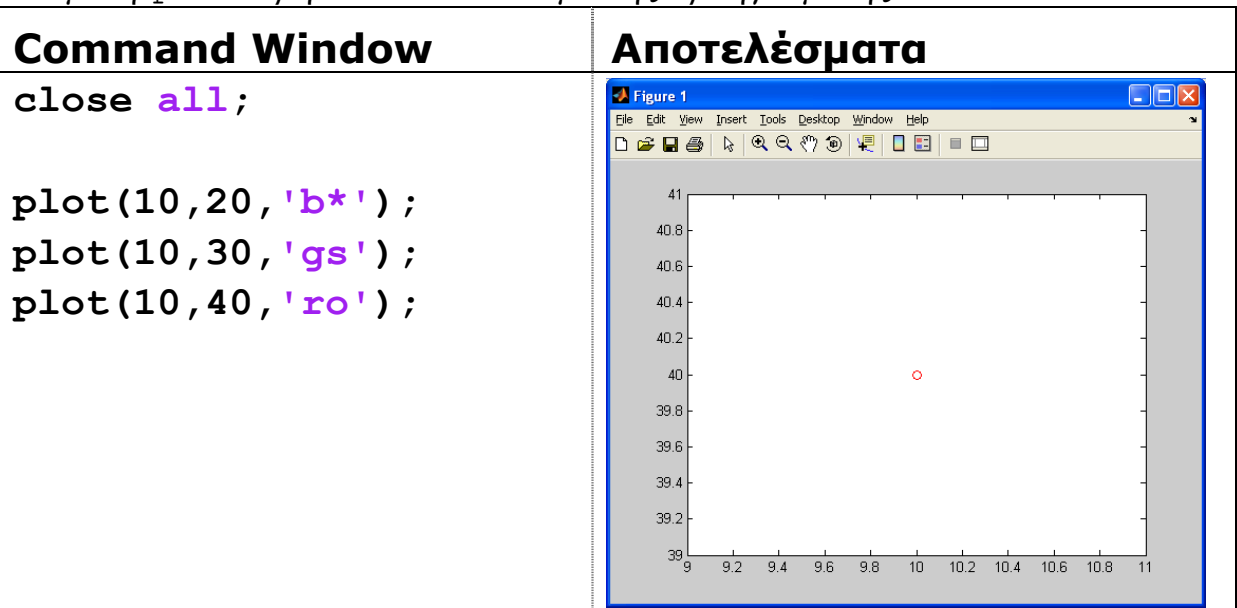 Command Window
Αποτελέσματα
close all;
plot(10,20,'b*');
plot(10,30,'gs');
plot(10,40,'ro');
Figure 1
File Edit View Insert Tools Desktop Window Help
41
40.8
40.6
40.4
40.2
40
39.8
39.6
39.4
39.2
39
9 9.2 9.4 9.6 9.8 10 10.2 10.4 10.6 10.8 11